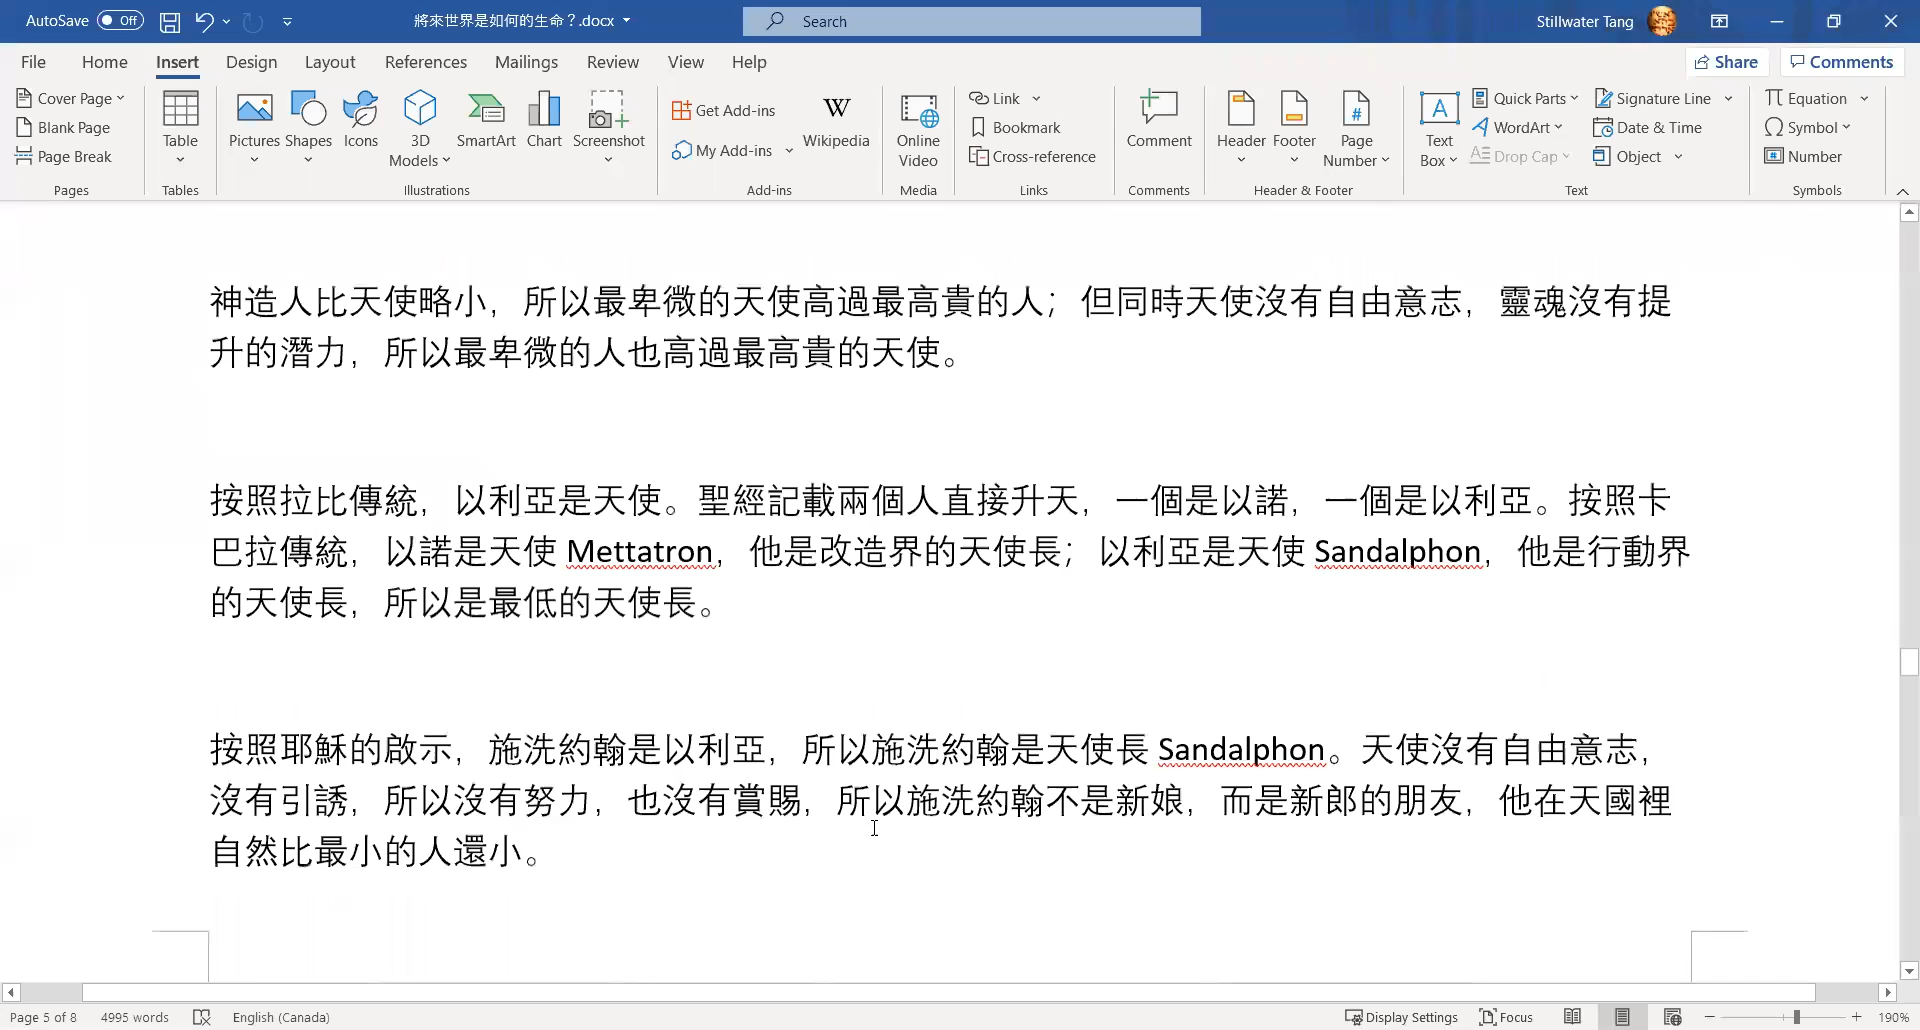 AutoSave Off 將來世界是如何的生命？.docx Search Stillwater Tang
File Home Insert Design Layout References Mailings Review View Help Share Comments
Cover Page
Blank Page
Page Break
Pages
Table
Tables
Pictures Shapes Icons 3D Models SmartArt Chart Screenshot
Illustrations
Get Add-ins
My Add-ins
W Wikipedia
Add-ins
Online Video
Media
Link
Bookmark
Cross-reference
Links
Comment
Comments
Header Footer Page Number
Header & Footer
A Text Box
Quick Parts
WordArt
Drop Cap
Signature Line
Date & Time
Object
Text
Equation
Symbol
Number
Symbols
神造人比天使略小，所以最卑微的天使高過最高貴的人；但同時天使沒有自由意志，靈魂沒有提
升的潛力，所以最卑微的人也高過最高貴的天使。
按照拉比傳統，以利亞是天使。聖經記載兩個人直接升天，一個是以諾，一個是以利亞。按照卡
巴拉傳統，以諾是天使 Mettatron，他是改造界的天使長；以利亞是天使 Sandalphon，他是行動界
的天使長，所以是最低的天使長。
按照耶穌的啟示，施洗約翰是以利亞，所以施洗約翰是天使長 Sandalphon。天使沒有自由意志，
沒有引誘，所以沒有努力，也沒有賞賜，所以施洗約翰不是新娘，而是新郎的朋友，他在天國裡
自然比最小的人還小。
Page 5 of 8 4995 words English (Canada) Display Settings Focus 190%